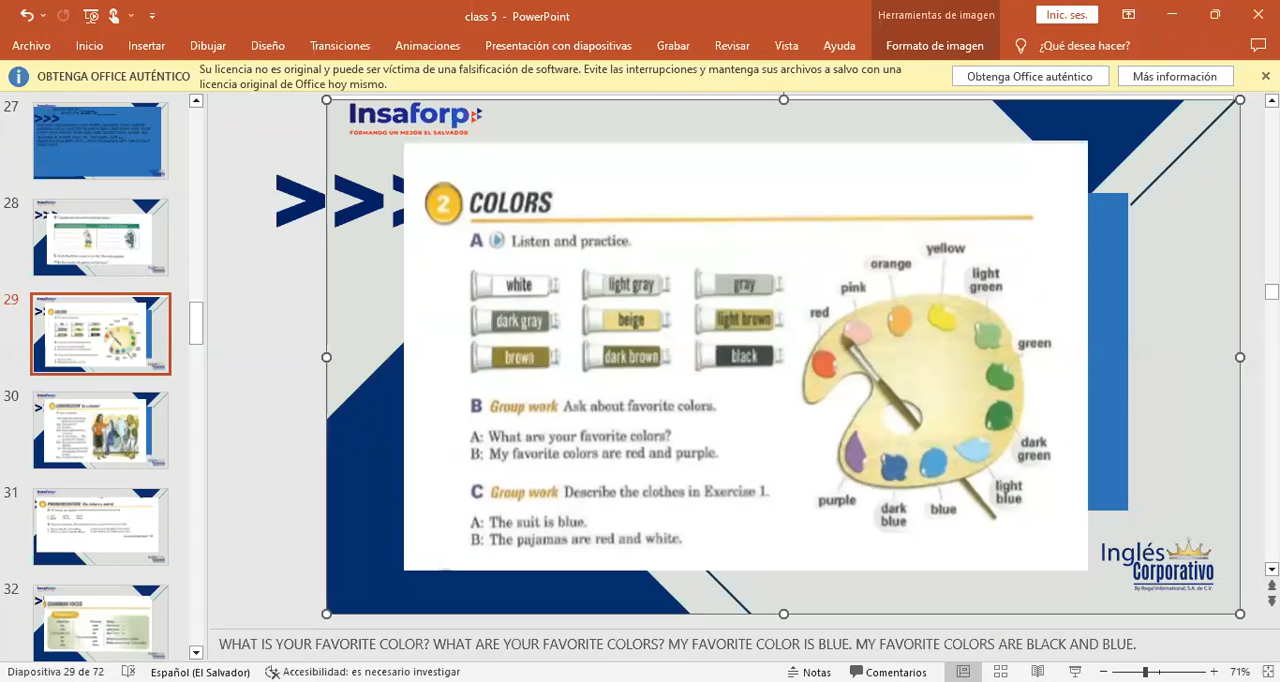 class 5 - PowerPoint
Herramientas de imagen
Inic. ses.
Archivo Inicio Insertar Dibujar Diseño Transiciones Animaciones Presentación con diapositivas Grabar Revisar Vista Ayuda Formato de imagen ¿Qué desea hacer?
OBTENGA OFFICE AUTÉNTICO Su licencia no es original y puede ser víctima de una falsificación de software. Evite las interrupciones y mantenga sus archivos a salvo con una
licencia original de Office hoy mismo.
Obtenga Office auténtico Más información
27
28
29
30
31
32
Insaforp
FORMANDO UN MEJOR EL SALVADOR
2 COLORS
A Listen and practice.
white light gray gray
dark gray beige light brown
brown dark brown black
B Group work Ask about favorite colors.
A: What are your favorite colors?
B: My favorite colors are red and purple.
C Group work Describe the clothes in Exercise 1.
A: The suit is blue.
B: The pajamas are red and white.
red
pink
orange
yellow
light
green
green
dark
green
light
blue
blue
dark
blue
purple
Inglés
Corporativo
By Regal International, S.A. de C.V.
WHAT IS YOUR FAVORITE COLOR? WHAT ARE YOUR FAVORITE COLORS? MY FAVORITE COLOR IS BLUE. MY FAVORITE COLORS ARE BLACK AND BLUE.
Diapositiva 29 de 72 Español (El Salvador) Accesibilidad: es necesario investigar Notas Comentarios 71%